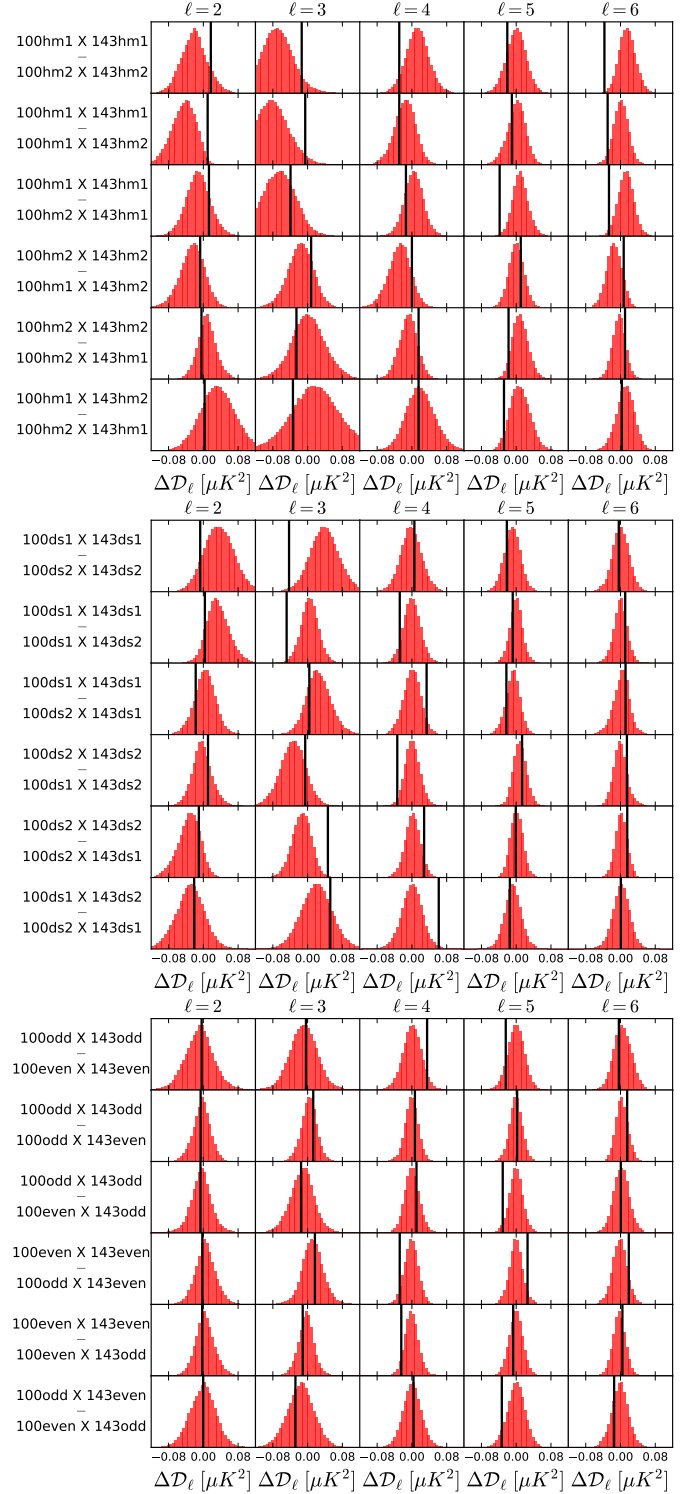 ℓ = 2 ℓ = 3 ℓ = 4 ℓ = 5 ℓ = 6
100hm1 X 143hm1
−
100hm2 X 143hm2
100hm1 X 143hm1
−
100hm1 X 143hm2
100hm1 X 143hm1
−
100hm2 X 143hm1
100hm2 X 143hm2
−
100hm1 X 143hm2
100hm2 X 143hm2
−
100hm2 X 143hm1
100hm1 X 143hm2
−
100hm2 X 143hm1
−0.08 0.00 0.08 −0.08 0.00 0.08 −0.08 0.00 0.08 −0.08 0.00 0.08 −0.08 0.00 0.08
Δ𝒟ℓ [μK²] Δ𝒟ℓ [μK²] Δ𝒟ℓ [μK²] Δ𝒟ℓ [μK²] Δ𝒟ℓ [μK²]
ℓ = 2 ℓ = 3 ℓ = 4 ℓ = 5 ℓ = 6
100ds1 X 143ds1
−
100ds2 X 143ds2
100ds1 X 143ds1
−
100ds1 X 143ds2
100ds1 X 143ds1
−
100ds2 X 143ds1
100ds2 X 143ds2
−
100ds1 X 143ds2
100ds2 X 143ds2
−
100ds2 X 143ds1
100ds1 X 143ds2
−
100ds2 X 143ds1
−0.08 0.00 0.08 −0.08 0.00 0.08 −0.08 0.00 0.08 −0.08 0.00 0.08 −0.08 0.00 0.08
Δ𝒟ℓ [μK²] Δ𝒟ℓ [μK²] Δ𝒟ℓ [μK²] Δ𝒟ℓ [μK²] Δ𝒟ℓ [μK²]
ℓ = 2 ℓ = 3 ℓ = 4 ℓ = 5 ℓ = 6
100odd X 143odd
−
100even X 143even
100odd X 143odd
−
100odd X 143even
100odd X 143odd
−
100even X 143odd
100even X 143even
−
100odd X 143even
100even X 143even
−
100even X 143odd
100odd X 143even
−
100even X 143odd
−0.08 0.00 0.08 −0.08 0.00 0.08 −0.08 0.00 0.08 −0.08 0.00 0.08 −0.08 0.00 0.08
Δ𝒟ℓ [μK²] Δ𝒟ℓ [μK²] Δ𝒟ℓ [μK²] Δ𝒟ℓ [μK²] Δ𝒟ℓ [μK²]